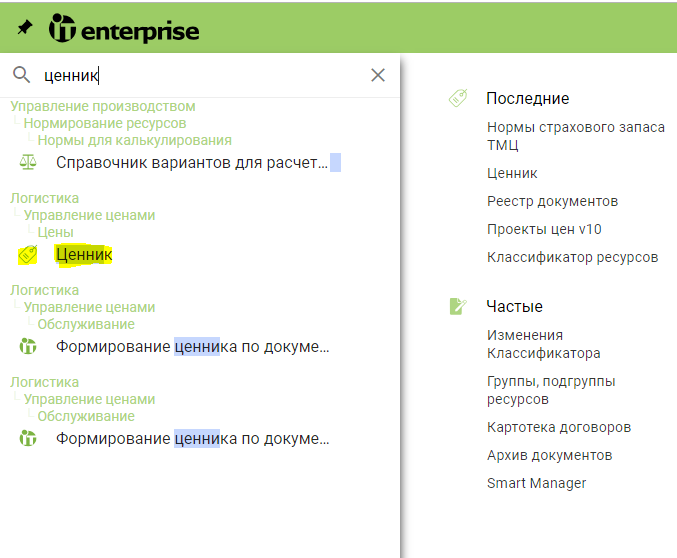 it enterprise
ценник
Управление производством
Нормирование ресурсов
Нормы для калькулирования
Справочник вариантов для расчет...
Логистика
Управление ценами
Цены
Ценник
Логистика
Управление ценами
Обслуживание
Формирование ценника по докуме...
Логистика
Управление ценами
Обслуживание
Формирование ценника по докуме...
Последние
Нормы страхового запаса
ТМЦ
Ценник
Реестр документов
Проекты цен v10
Классификатор ресурсов
Частые
Изменения
Классификатора
Группы, подгруппы
ресурсов
Картотека договоров
Архив документов
Smart Manager